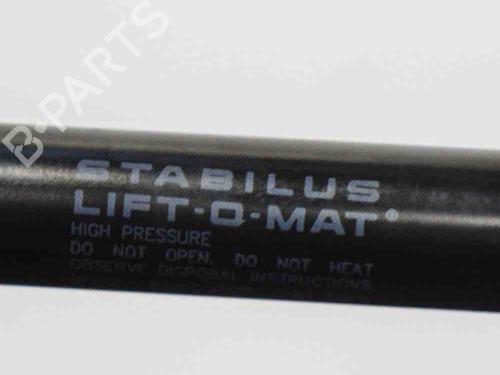 B-PARTS
STABILUS
LIFT-O-MAT®
HIGH PRESSURE
DO NOT OPEN, DO NOT HEAT
OBSERVE DISPOSAL INSTRUCTIONS